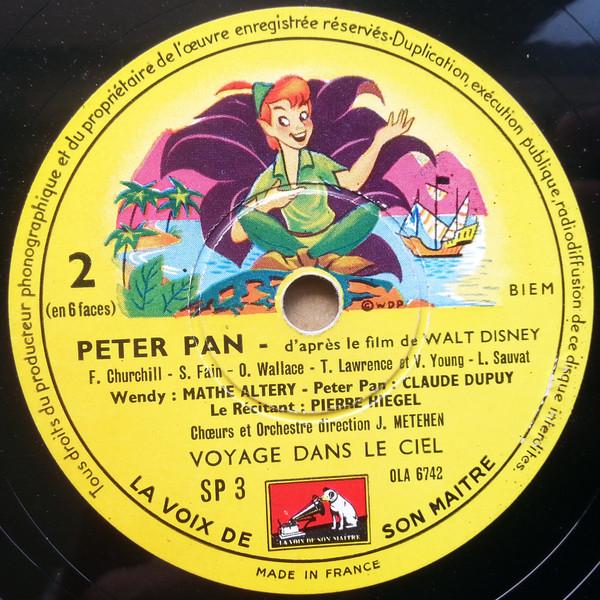 Tous droits du producteur phonographique et du propriétaire de l'œuvre enregistrée réservés·Duplication, exécution publique, radiodiffusion de ce disque interdites.
2
(en 6 faces)
©WDP
BIEM
PETER PAN - d'après le film de WALT DISNEY
F. Churchill - S. Fain - O. Wallace - T. Lawrence et V. Young - L. Sauvat
Wendy : MATHE ALTERY - Peter Pan : CLAUDE DUPUY
Le Récitant : PIERRE HIEGEL
Chœurs et Orchestre direction J. METEHEN
VOYAGE DANS LE CIEL
SP 3
OLA 6742
LA VOIX DE SON MAITRE
LA VOIX DE SON MAITRE
MADE IN FRANCE